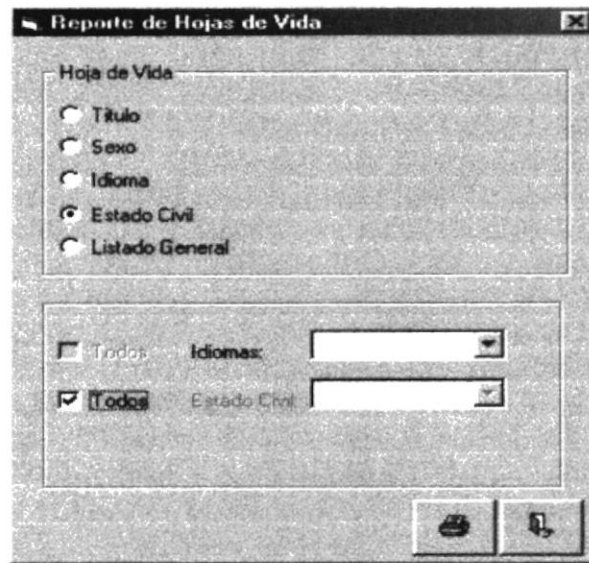 Reporte de Hojas de Vida
Hoja de Vida
Título
Sexo
Idioma
Estado Civil
Listado General
Todos Idiomas:
Todos Estado Civil: